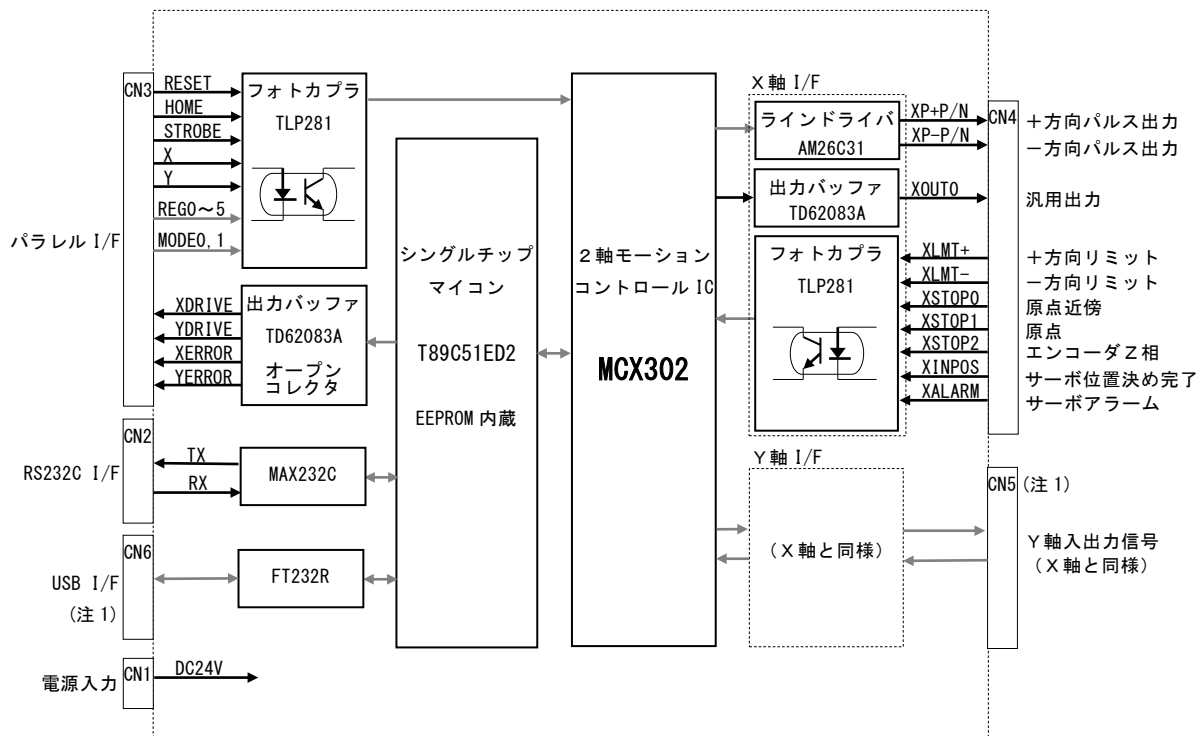 CN3
RESET
HOME
STROBE
X
Y
REG0～5
MODE0,1
パラレル I/F
フォトカプラ
TLP281
XDRIVE
YDRIVE
XERROR
YERROR
出力バッファ
TD62083A
オープン
コレクタ
CN2
RS232C I/F
TX
RX
MAX232C
CN6
USB I/F
(注 1)
FT232R
CN1
電源入力
DC24V
シングルチップ
マイコン
T89C51ED2
EEPROM 内蔵
２軸モーション
コントロール IC
MCX302
Ｘ軸 I/F
ラインドライバ
AM26C31
XP+P/N
XP-P/N
出力バッファ
TD62083A
XOUT0
フォトカプラ
TLP281
XLMT+
XLMT-
XSTOP0
XSTOP1
XSTOP2
XINPOS
XALARM
CN4
＋方向パルス出力
－方向パルス出力
汎用出力
＋方向リミット
－方向リミット
原点近傍
原点
エンコーダＺ相
サーボ位置決め完了
サーボアラーム
Ｙ軸 I/F
（Ｘ軸と同様）
CN5
(注 1)
Ｙ軸入出力信号
（Ｘ軸と同様）